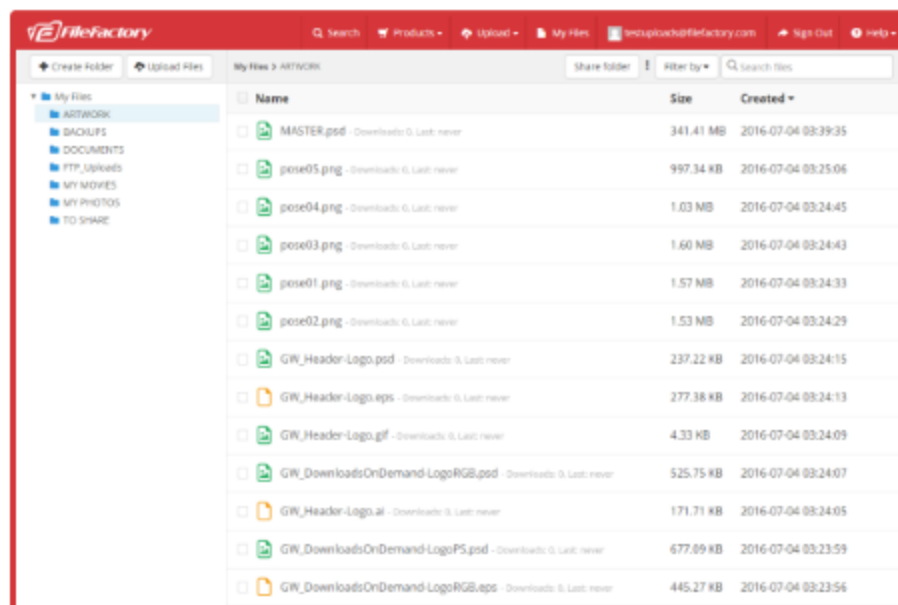 FileFactory
Search Products Upload My Files testuploads@filefactory.com Sign Out Help
Create Folder Upload Files My Files > ARTWORK Share folder Filter by Search files
My Files
ARTWORK
BACKUPS
DOCUMENTS
FTP_Uploads
MY MOVIES
MY PHOTOS
TO SHARE
Name Size Created
MASTER.psd - Downloads: 0, Last: never 341.41 MB 2016-07-04 03:39:35
pose05.png - Downloads: 0, Last: never 997.34 KB 2016-07-04 03:25:06
pose04.png - Downloads: 0, Last: never 1.03 MB 2016-07-04 03:24:45
pose03.png - Downloads: 0, Last: never 1.60 MB 2016-07-04 03:24:43
pose01.png - Downloads: 0, Last: never 1.57 MB 2016-07-04 03:24:33
pose02.png - Downloads: 0, Last: never 1.53 MB 2016-07-04 03:24:29
GW_Header-Logo.psd - Downloads: 0, Last: never 237.22 KB 2016-07-04 03:24:15
GW_Header-Logo.eps - Downloads: 0, Last: never 277.38 KB 2016-07-04 03:24:13
GW_Header-Logo.gif - Downloads: 0, Last: never 4.33 KB 2016-07-04 03:24:09
GW_DownloadsOnDemand-LogoRGB.psd - Downloads: 0, Last: never 525.75 KB 2016-07-04 03:24:07
GW_Header-Logo.ai - Downloads: 0, Last: never 171.71 KB 2016-07-04 03:24:05
GW_DownloadsOnDemand-LogoPS.psd - Downloads: 0, Last: never 677.09 KB 2016-07-04 03:23:59
GW_DownloadsOnDemand-LogoRGB.eps - Downloads: 0, Last: never 445.27 KB 2016-07-04 03:23:56